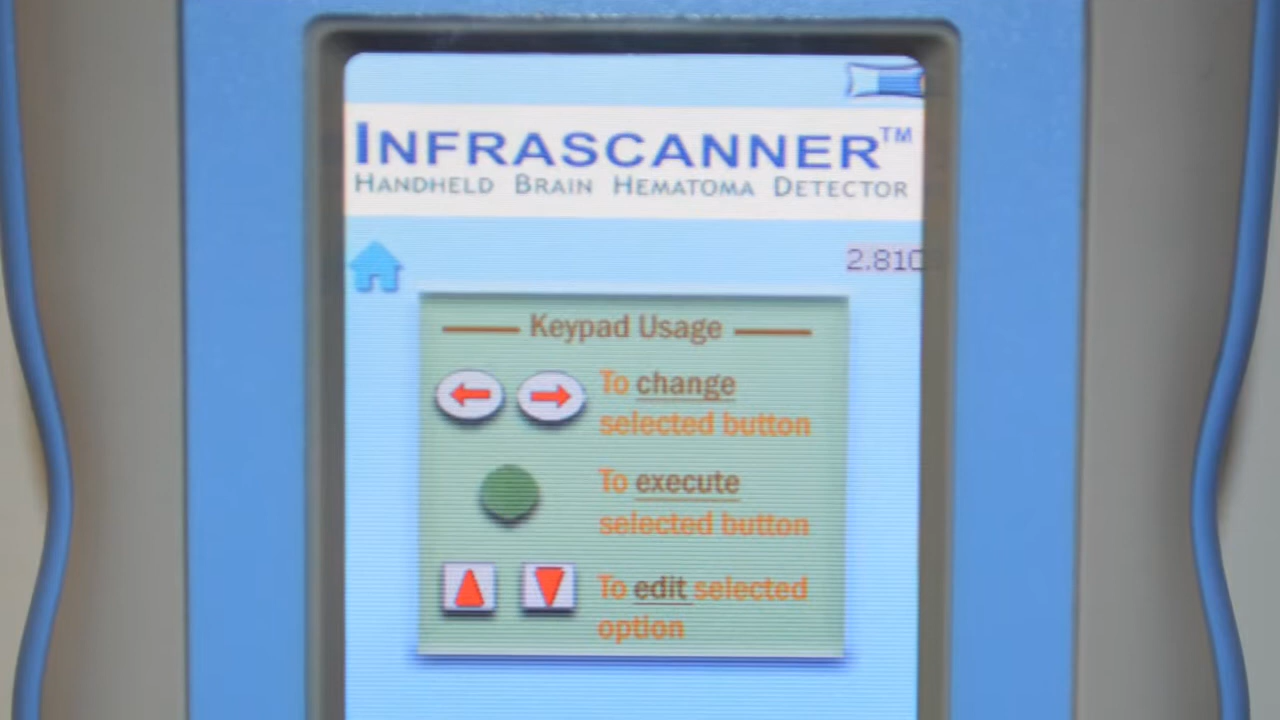 INFRASCANNER™
HANDHELD BRAIN HEMATOMA DETECTOR
2.810
Keypad Usage
To change
selected button
To execute
selected button
To edit selected
option